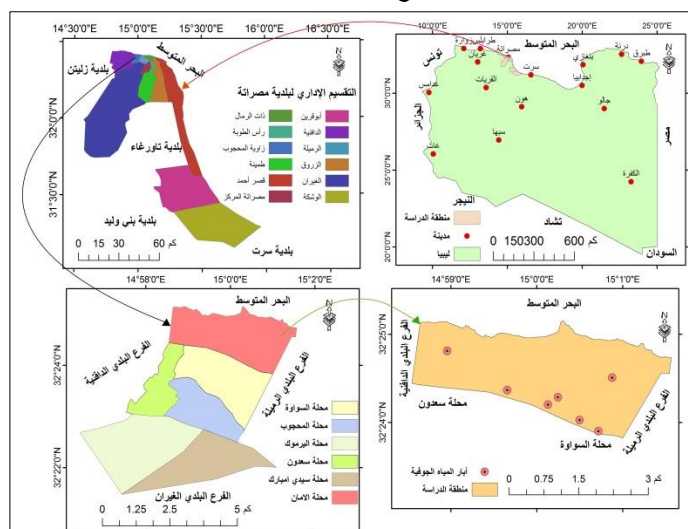 14°30'0"E 15°0'0"E 15°30'0"E
البحر المتوسط
بلدية زليتن
N
التقسيم الإداري لبلدية مصراتة
ذات الرمال
أبوقرين
رأس الطوبة
الدافنية
زاوية المحجوب
الرميلة
طمينة
الزروق
قصر أحمد
الغيران
مصراتة المركز
الوشكة
بلدية تاورغاء
32°0'0"N
31°30'0"N
بلدية بني وليد
بلدية سرت
0 15 30 60 كم
10°0'0"E 15°0'0"E 20°0'0"E 25°0'0"E
البحر المتوسط
تونس
زوارة
طرابلس
غريان
مصراتة
سرت
بنغازي
درنة
طبرق
إجدابيا
القريات
غدامس
هون
جالو
سبها
غات
الكفرة
الجزائر
مصر
النيجر
تشاد
السودان
N
منطقة الدراسة
مدينة
ليبيا
0 150300 600 كم
30°0'0"N
25°0'0"N
20°0'0"N
14°58'0"E 15°0'0"E 15°2'0"E
البحر المتوسط
N
الفرع البلدي الدافنية
الفرع البلدي الرميلة
محلة السواوة
محلة المحجوب
محلة اليرموك
محلة سعدون
محلة سيدي امبارك
محلة الامان
الفرع البلدي الغيران
32°24'0"N
32°22'0"N
0 1.25 2.5 5 كم
14°59'0"E 15°0'0"E 15°1'0"E
البحر المتوسط
N
الفرع البلدي الدافنية
محلة سعدون
محلة السواوة
الفرع البلدي الرميلة
32°25'0"N
32°24'0"N
آبار المياه الجوفية
منطقة الدراسة
0 0.75 1.5 3 كم